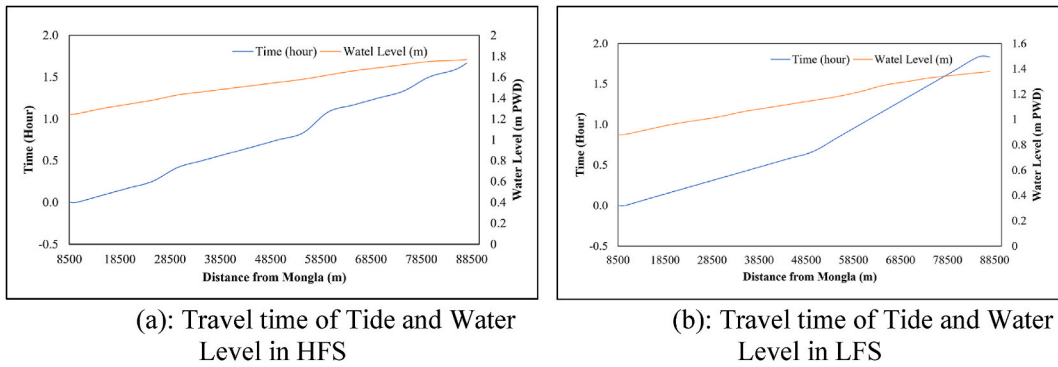 2.0
1.5
1.0
0.5
0.0
-0.5
Time (Hour)
Time (hour) Watel Level (m)
2
1.8
1.6
1.4
1.2
1
0.8
0.6
0.4
0.2
0
Water Level (m PWD)
8500 18500 28500 38500 48500 58500 68500 78500 88500
Distance from Mongla (m)
(a): Travel time of Tide and Water
Level in HFS
2.0
1.5
1.0
0.5
0.0
-0.5
Time (Hour)
Time (hour) Water Level (m)
1.6
1.4
1.2
1
0.8
0.6
0.4
0.2
0
Water Level (m PWD)
8500 18500 28500 38500 48500 58500 68500 78500 88500
Distance from Mongla (m)
(b): Travel time of Tide and Water
Level in LFS